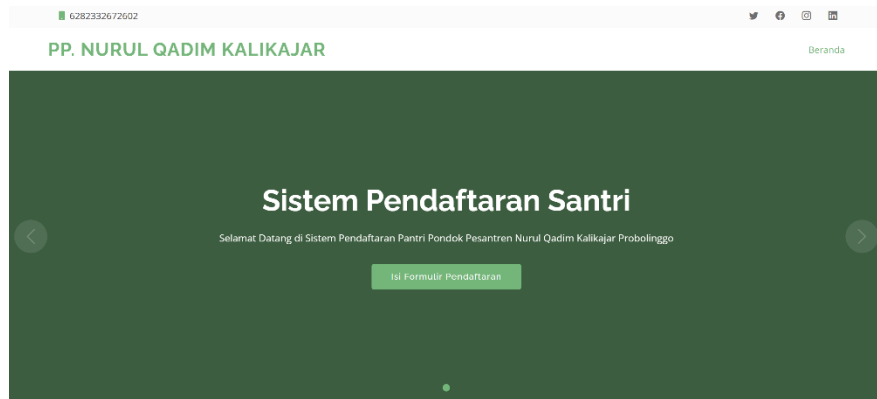 6282332672602
PP. NURUL QADIM KALIKAJAR
Beranda
Sistem Pendaftaran Santri
Selamat Datang di Sistem Pendaftaran Pantri Pondok Pesantren Nurul Qadim Kalikajar Probolinggo
Isi Formulir Pendaftaran